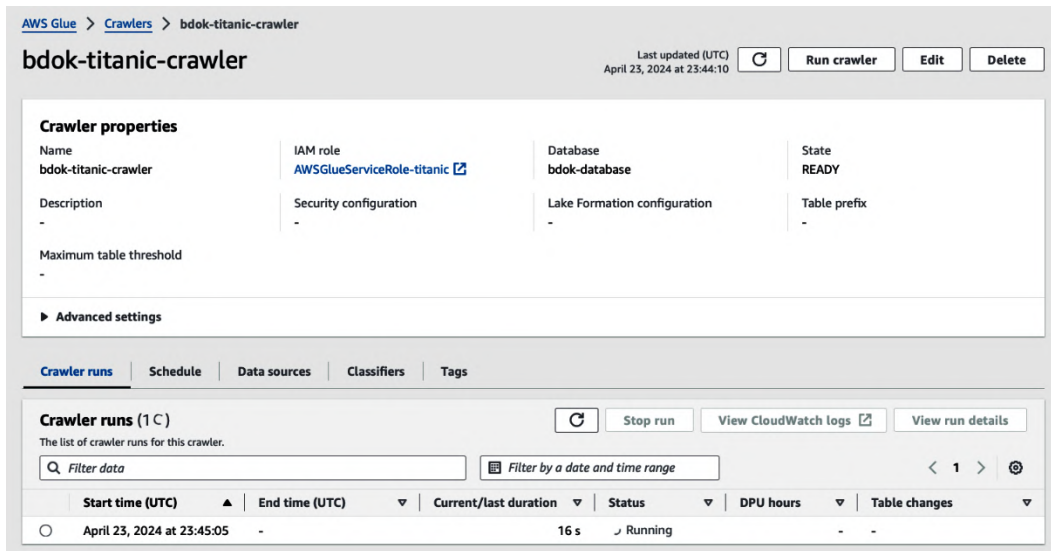 AWS Glue > Crawlers > bdok-titanic-crawler
bdok-titanic-crawler
Last updated (UTC)
April 23, 2024 at 23:44:10
Run crawler Edit Delete
Crawler properties
Name IAM role Database State
bdok-titanic-crawler AWSGlueServiceRole-titanic bdok-database READY
Description Security configuration Lake Formation configuration Table prefix
- - - -
Maximum table threshold
-
Advanced settings
Crawler runs Schedule Data sources Classifiers Tags
Crawler runs (1 C)
Stop run View CloudWatch logs View run details
The list of crawler runs for this crawler.
Filter data Filter by a date and time range < 1 >
Start time (UTC) End time (UTC) Current/last duration Status DPU hours Table changes
April 23, 2024 at 23:45:05 - 16 s Running - -